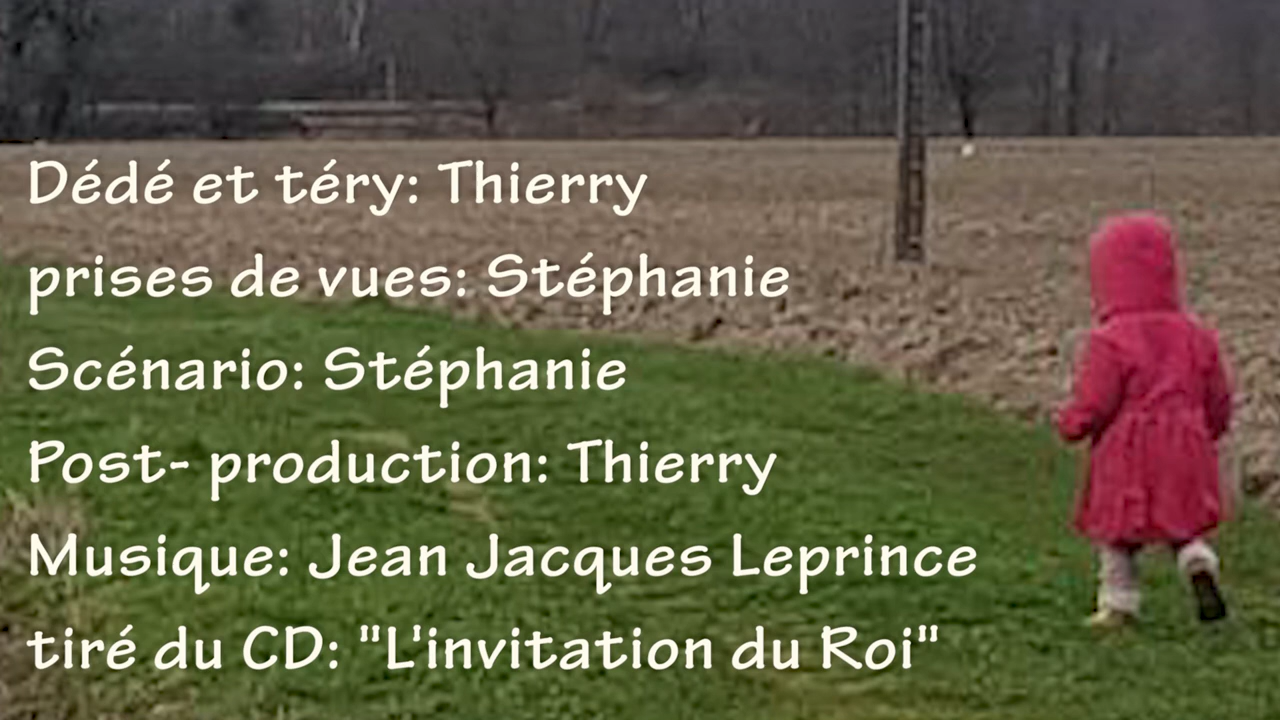 Dédé et téry: Thierry
prises de vues: Stéphanie
Scénario: Stéphanie
Post- production: Thierry
Musique: Jean Jacques Leprince
tiré du CD: "L'invitation du Roi"